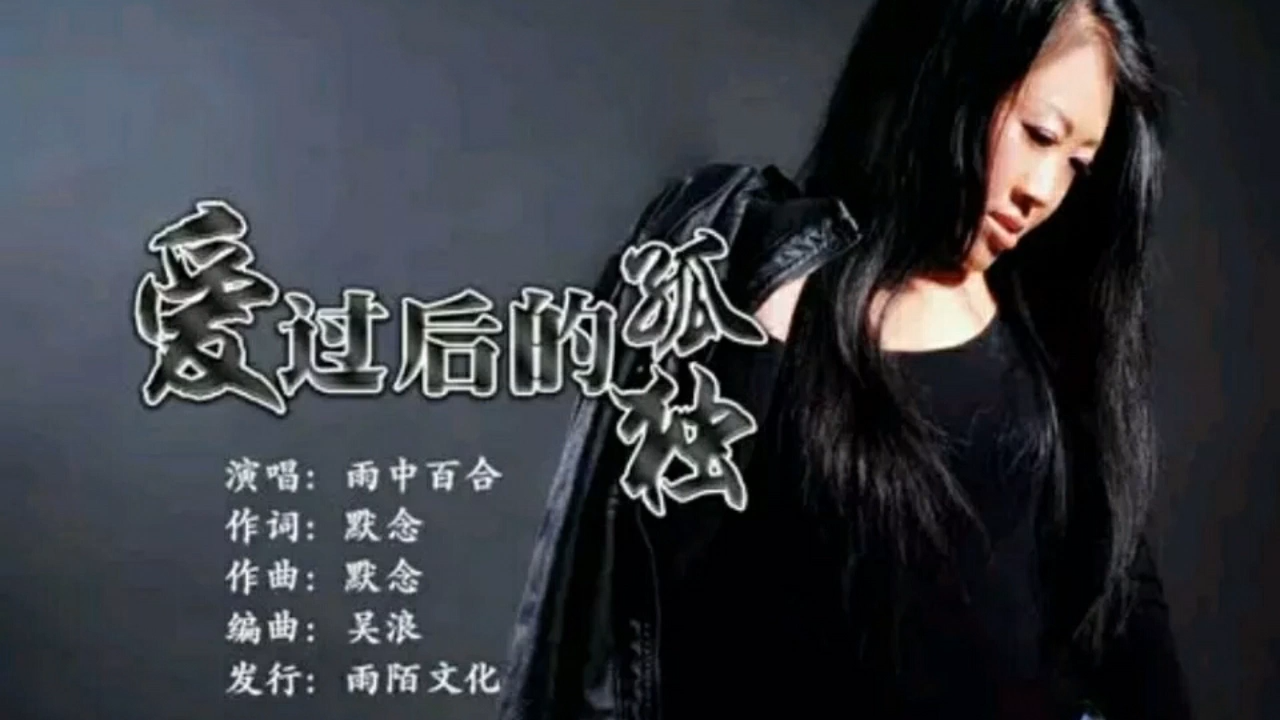 爱过后的孤独
演唱：雨中百合
作词：默念
作曲：默念
编曲：吴浪
发行：雨陌文化